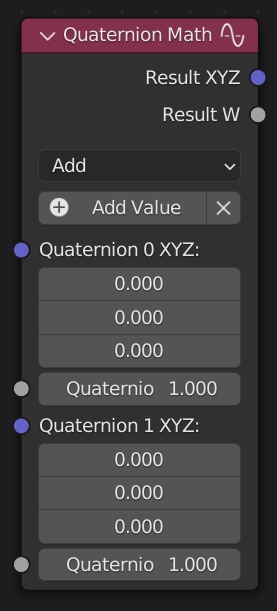 Quaternion Math
Result XYZ
Result W
Add
Add Value
Quaternion 0 XYZ:
0.000
0.000
0.000
Quaternio 1.000
Quaternion 1 XYZ:
0.000
0.000
0.000
Quaternio 1.000